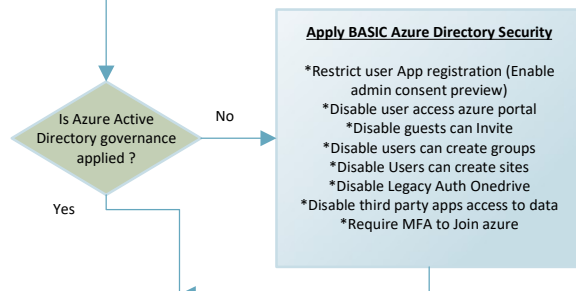 Apply BASIC Azure Directory Security
*Restrict user App registration (Enable
admin consent preview)
*Disable user access azure portal
*Disable guests can Invite
*Disable users can create groups
*Disable Users can create sites
*Disable Legacy Auth Onedrive
*Disable third party apps access to data
*Require MFA to Join azure
Is Azure Active
Directory governance
applied ?
No
Yes